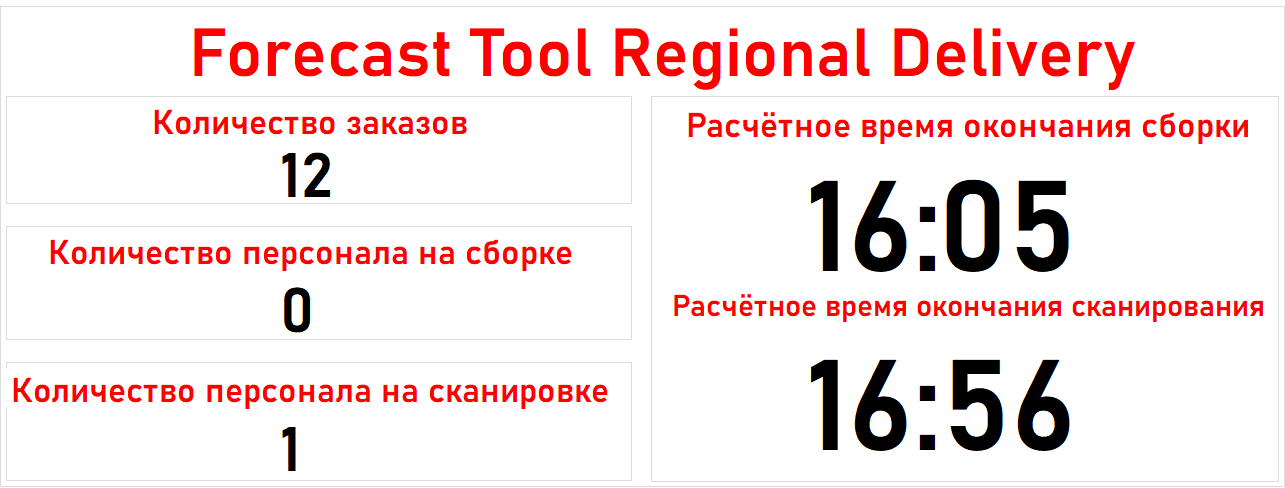 Forecast Tool Regional Delivery
Количество заказов
12
Количество персонала на сборке
0
Количество персонала на сканировке
1
Расчётное время окончания сборки
16:05
Расчётное время окончания сканирования
16:56